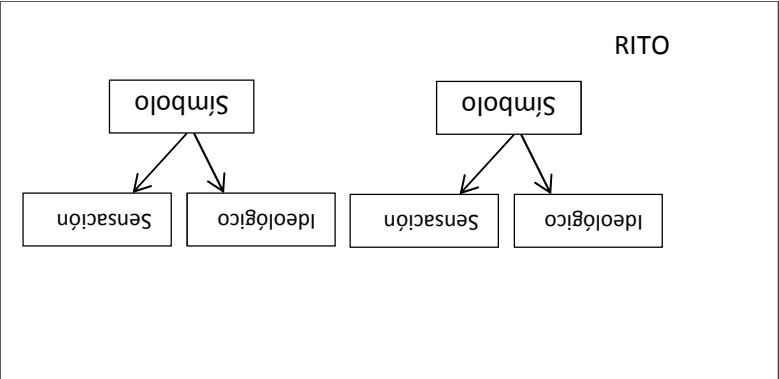 RITO
Símbolo
Símbolo
Sensación
Ideológico
Sensación
Ideológico